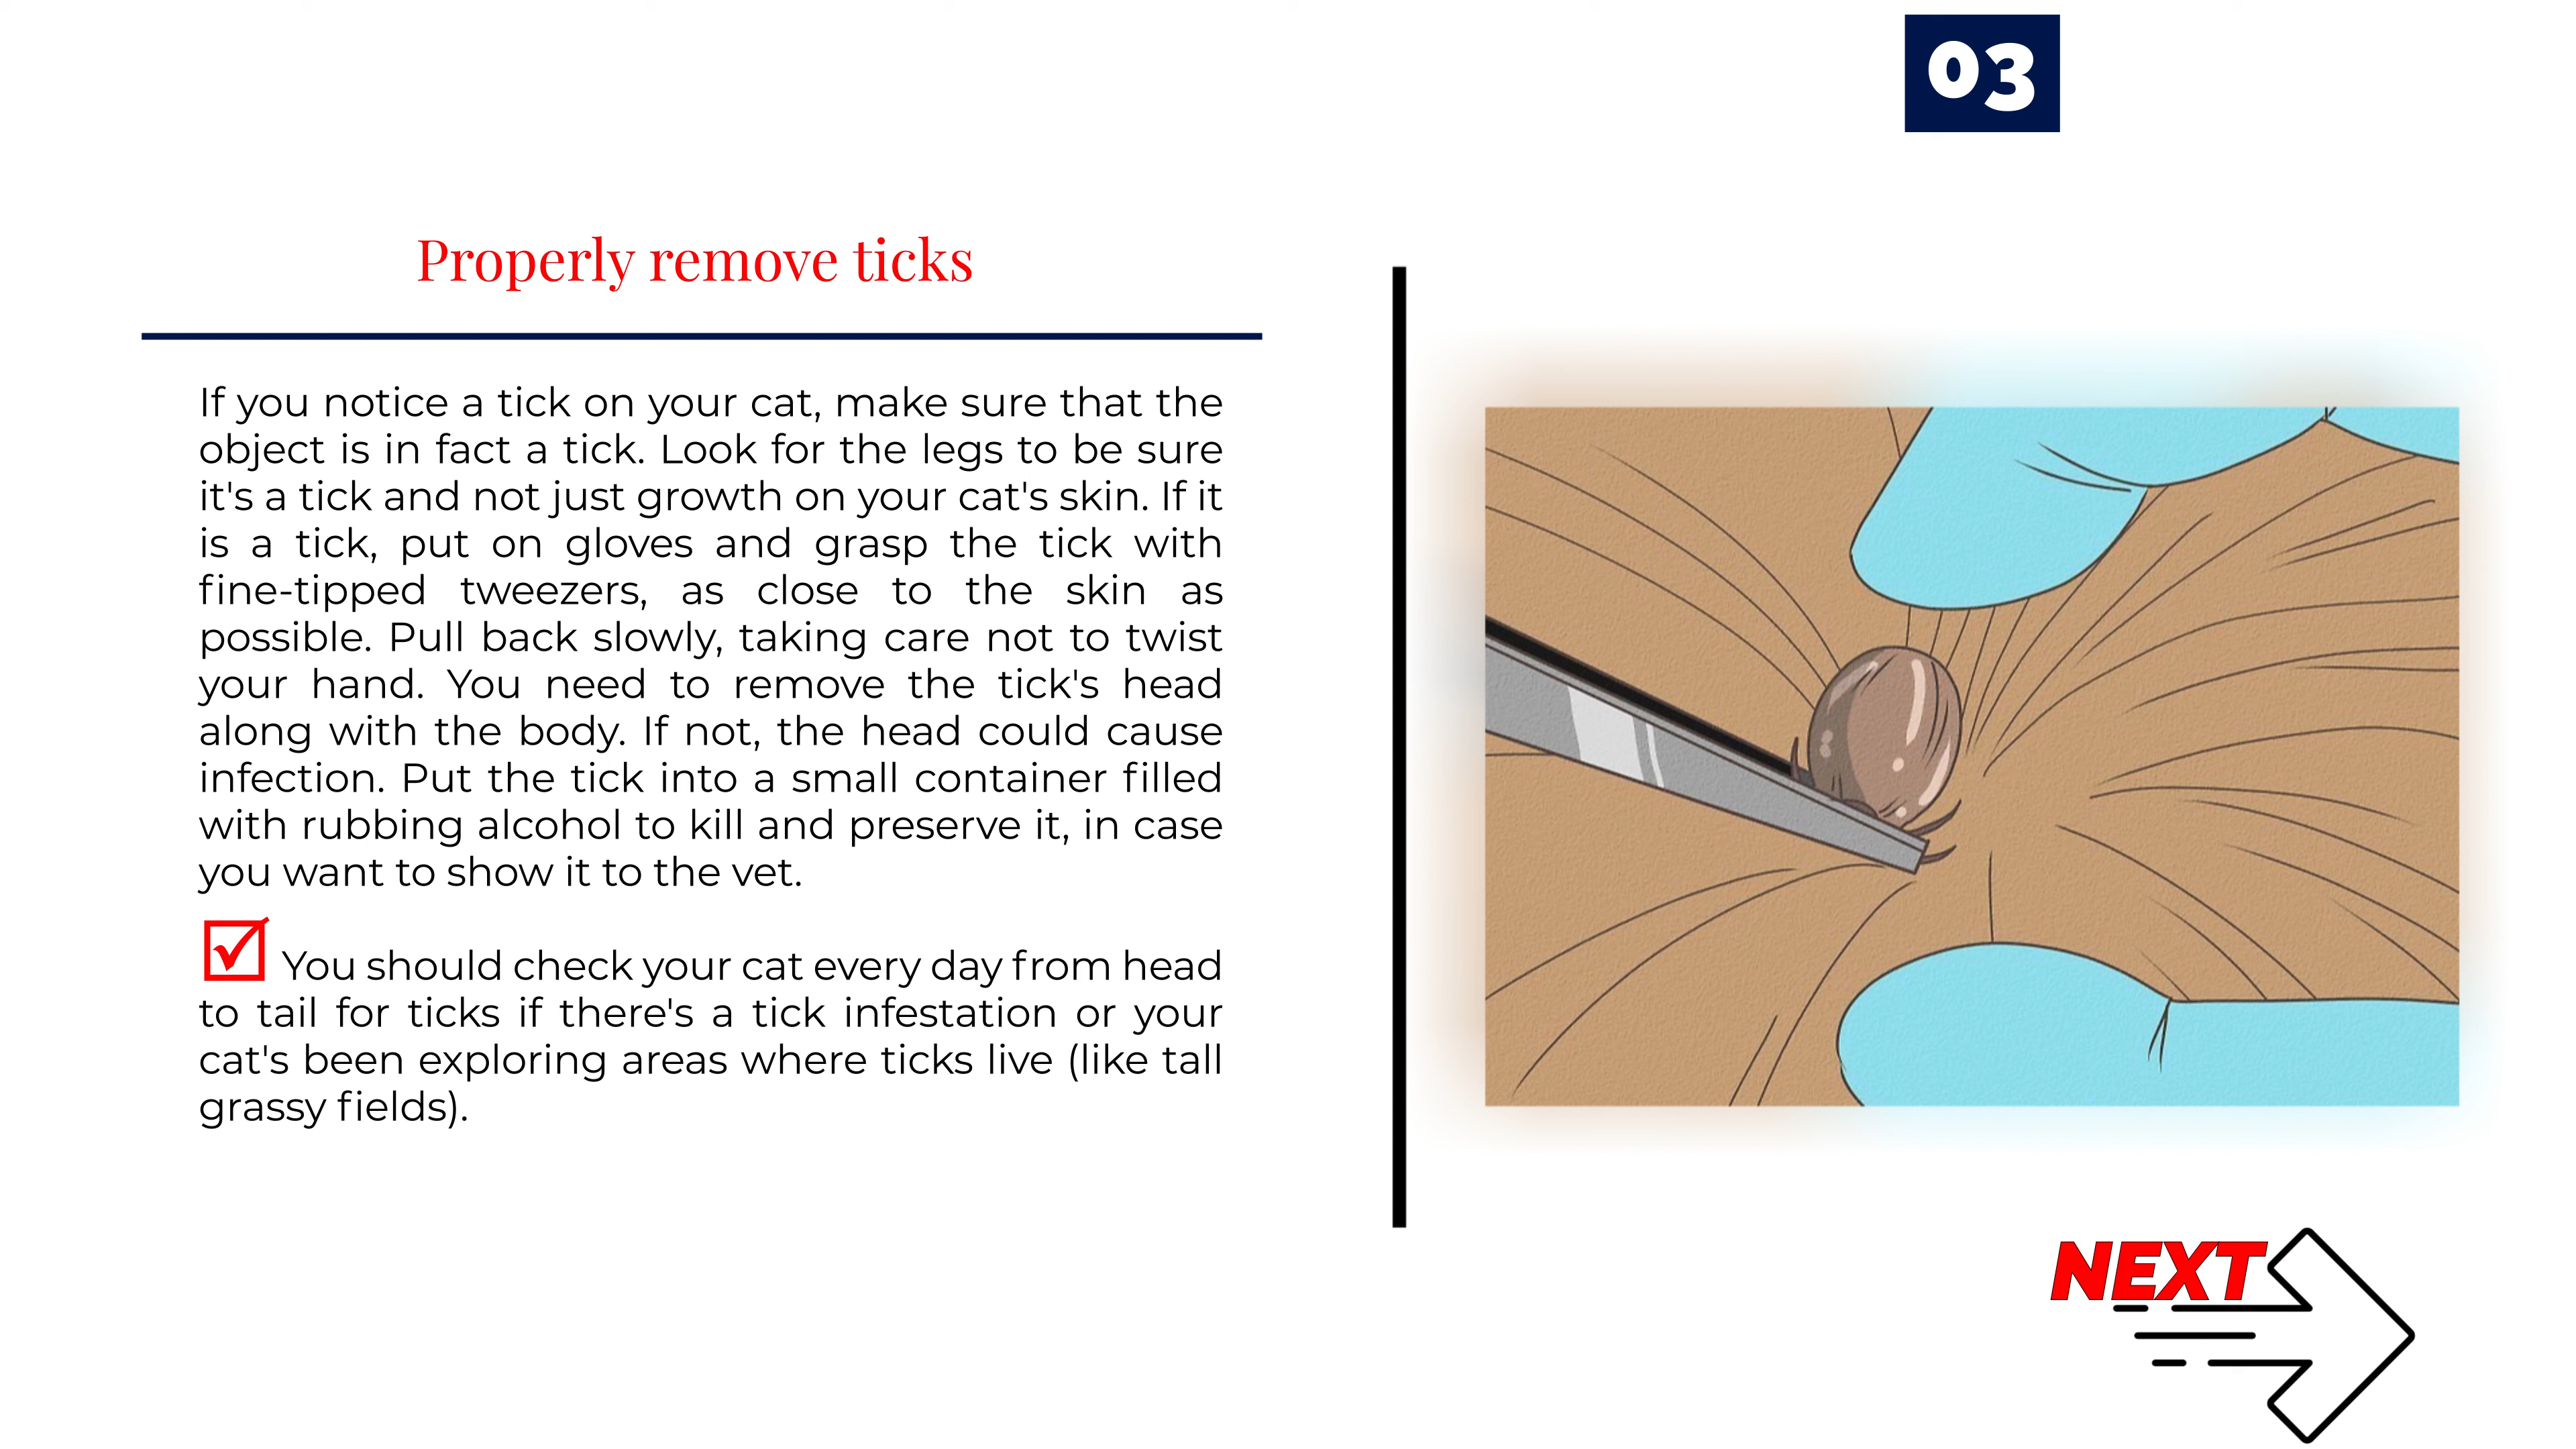 03
Properly remove ticks
If you notice a tick on your cat, make sure that the
object is in fact a tick. Look for the legs to be sure
it's a tick and not just growth on your cat's skin. If it
is a tick, put on gloves and grasp the tick with
fine-tipped tweezers, as close to the skin as
possible. Pull back slowly, taking care not to twist
your hand. You need to remove the tick's head
along with the body. If not, the head could cause
infection. Put the tick into a small container filled
with rubbing alcohol to kill and preserve it, in case
you want to show it to the vet.
You should check your cat every day from head
to tail for ticks if there's a tick infestation or your
cat's been exploring areas where ticks live (like tall
grassy fields).
NEXT